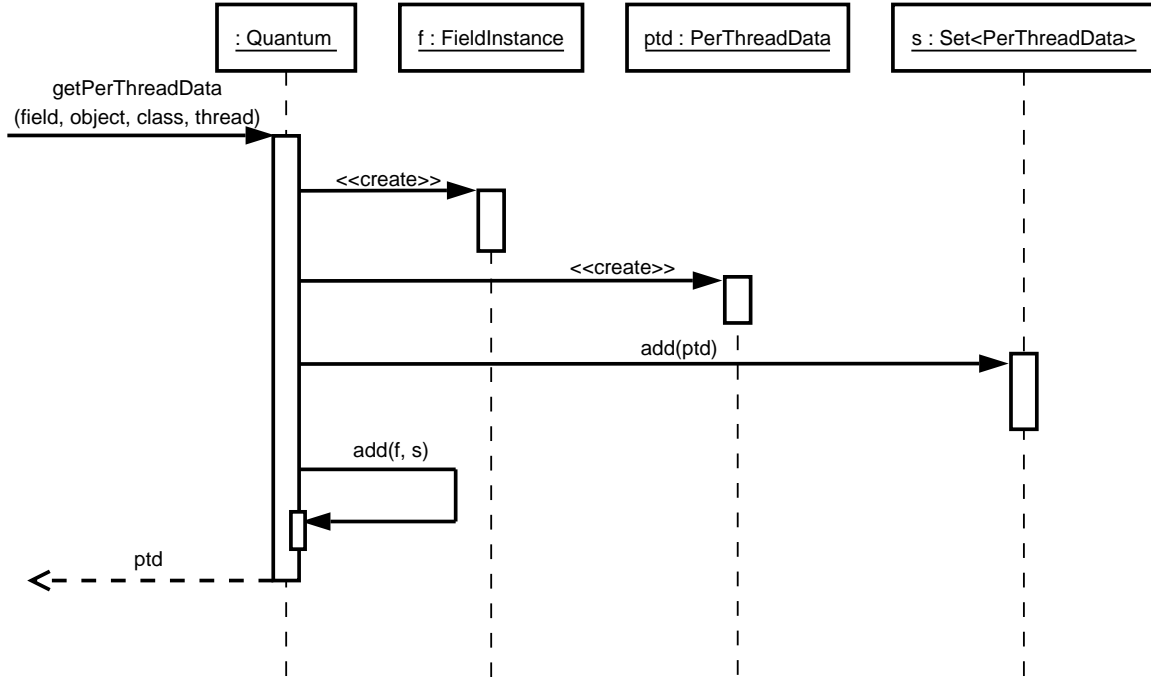 : Quantum
f : FieldInstance
ptd : PerThreadData
s : Set<PerThreadData>
getPerThreadData
(field, object, class, thread)
<<create>>
<<create>>
add(ptd)
add(f, s)
ptd